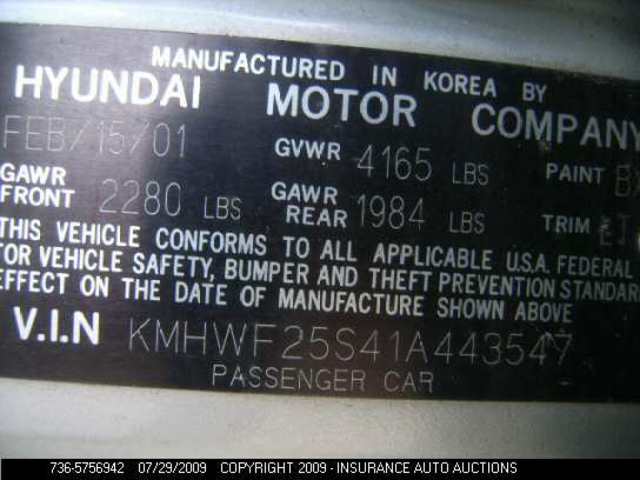 MANUFACTURED IN KOREA BY
HYUNDAI MOTOR COMPANY
FEB/15/01 GVWR 4165 LBS PAINT
GAWR FRONT 2280 LBS GAWR REAR 1984 LBS TRIM
THIS VEHICLE CONFORMS TO ALL APPLICABLE U.S.A. FEDERAL
VEHICLE SAFETY, BUMPER AND THEFT PREVENTION
EFFECT ON THE DATE OF MANUFACTURE SHOWN ABOVE
V.I.N KMHWF25S41A443547
PASSENGER CAR
736-5756942 07/29/2009 COPYRIGHT 2009 - INSURANCE AUTO AUCTIONS